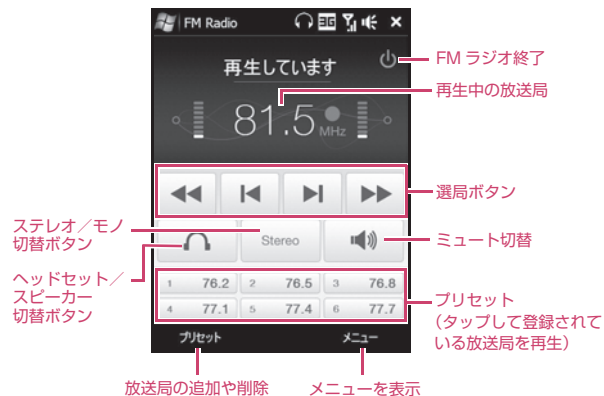 FM Radio
3G
再生しています
81.5 MHz
Stereo
1 76.2 2 76.5 3 76.8
4 77.1 5 77.4 6 77.7
プリセット メニュー
FM ラジオ終了
再生中の放送局
選局ボタン
ミュート切替
プリセット
（タップして登録されて
いる放送局を再生）
ステレオ／モノ
切替ボタン
ヘッドセット／
スピーカー
切替ボタン
放送局の追加や削除
メニューを表示